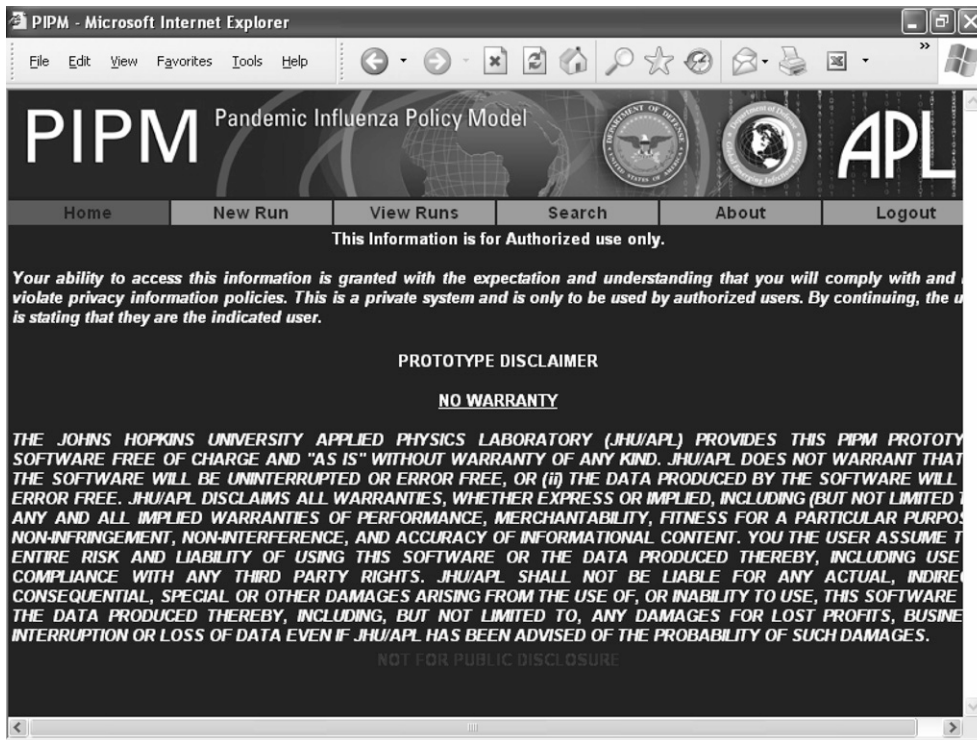 PIPM - Microsoft Internet Explorer
File Edit View Favorites Tools Help
PIPM Pandemic Influenza Policy Model
DEPARTMENT OF DEFENSE
UNITED STATES OF AMERICA
APL
Home New Run View Runs Search About Logout
This Information is for Authorized use only.
Your ability to access this information is granted with the expectation and understanding that you will comply with and
violate privacy information policies. This is a private system and is only to be used by authorized users. By continuing, the u
is stating that they are the indicated user.
PROTOTYPE DISCLAIMER
NO WARRANTY
THE JOHNS HOPKINS UNIVERSITY APPLIED PHYSICS LABORATORY (JHU/APL) PROVIDES THIS PIPM PROTOTY
SOFTWARE FREE OF CHARGE AND "AS IS" WITHOUT WARRANTY OF ANY KIND. JHU/APL DOES NOT WARRANT THAT
THE SOFTWARE WILL BE UNINTERRUPTED OR ERROR FREE, OR (ii) THE DATA PRODUCED BY THE SOFTWARE WILL
ERROR FREE. JHU/APL DISCLAIMS ALL WARRANTIES, WHETHER EXPRESS OR IMPLIED, INCLUDING (BUT NOT LIMITED T
ANY AND ALL IMPLIED WARRANTIES OF PERFORMANCE, MERCHANTABILITY, FITNESS FOR A PARTICULAR PURPOS
NON-INFRINGEMENT, NON-INTERFERENCE, AND ACCURACY OF INFORMATIONAL CONTENT. YOU THE USER ASSUME T
ENTIRE RISK AND LIABILITY OF USING THIS SOFTWARE OR THE DATA PRODUCED THEREBY, INCLUDING USE
COMPLIANCE WITH ANY THIRD PARTY RIGHTS. JHU/APL SHALL NOT BE LIABLE FOR ANY ACTUAL, INDIREC
CONSEQUENTIAL, SPECIAL OR OTHER DAMAGES ARISING FROM THE USE OF, OR INABILITY TO USE, THIS SOFTWARE
THE DATA PRODUCED THEREBY, INCLUDING, BUT NOT LIMITED TO, ANY DAMAGES FOR LOST PROFITS, BUSINE
INTERRUPTION OR LOSS OF DATA EVEN IF JHU/APL HAS BEEN ADVISED OF THE PROBABILITY OF SUCH DAMAGES.
NOT FOR PUBLIC DISCLOSURE